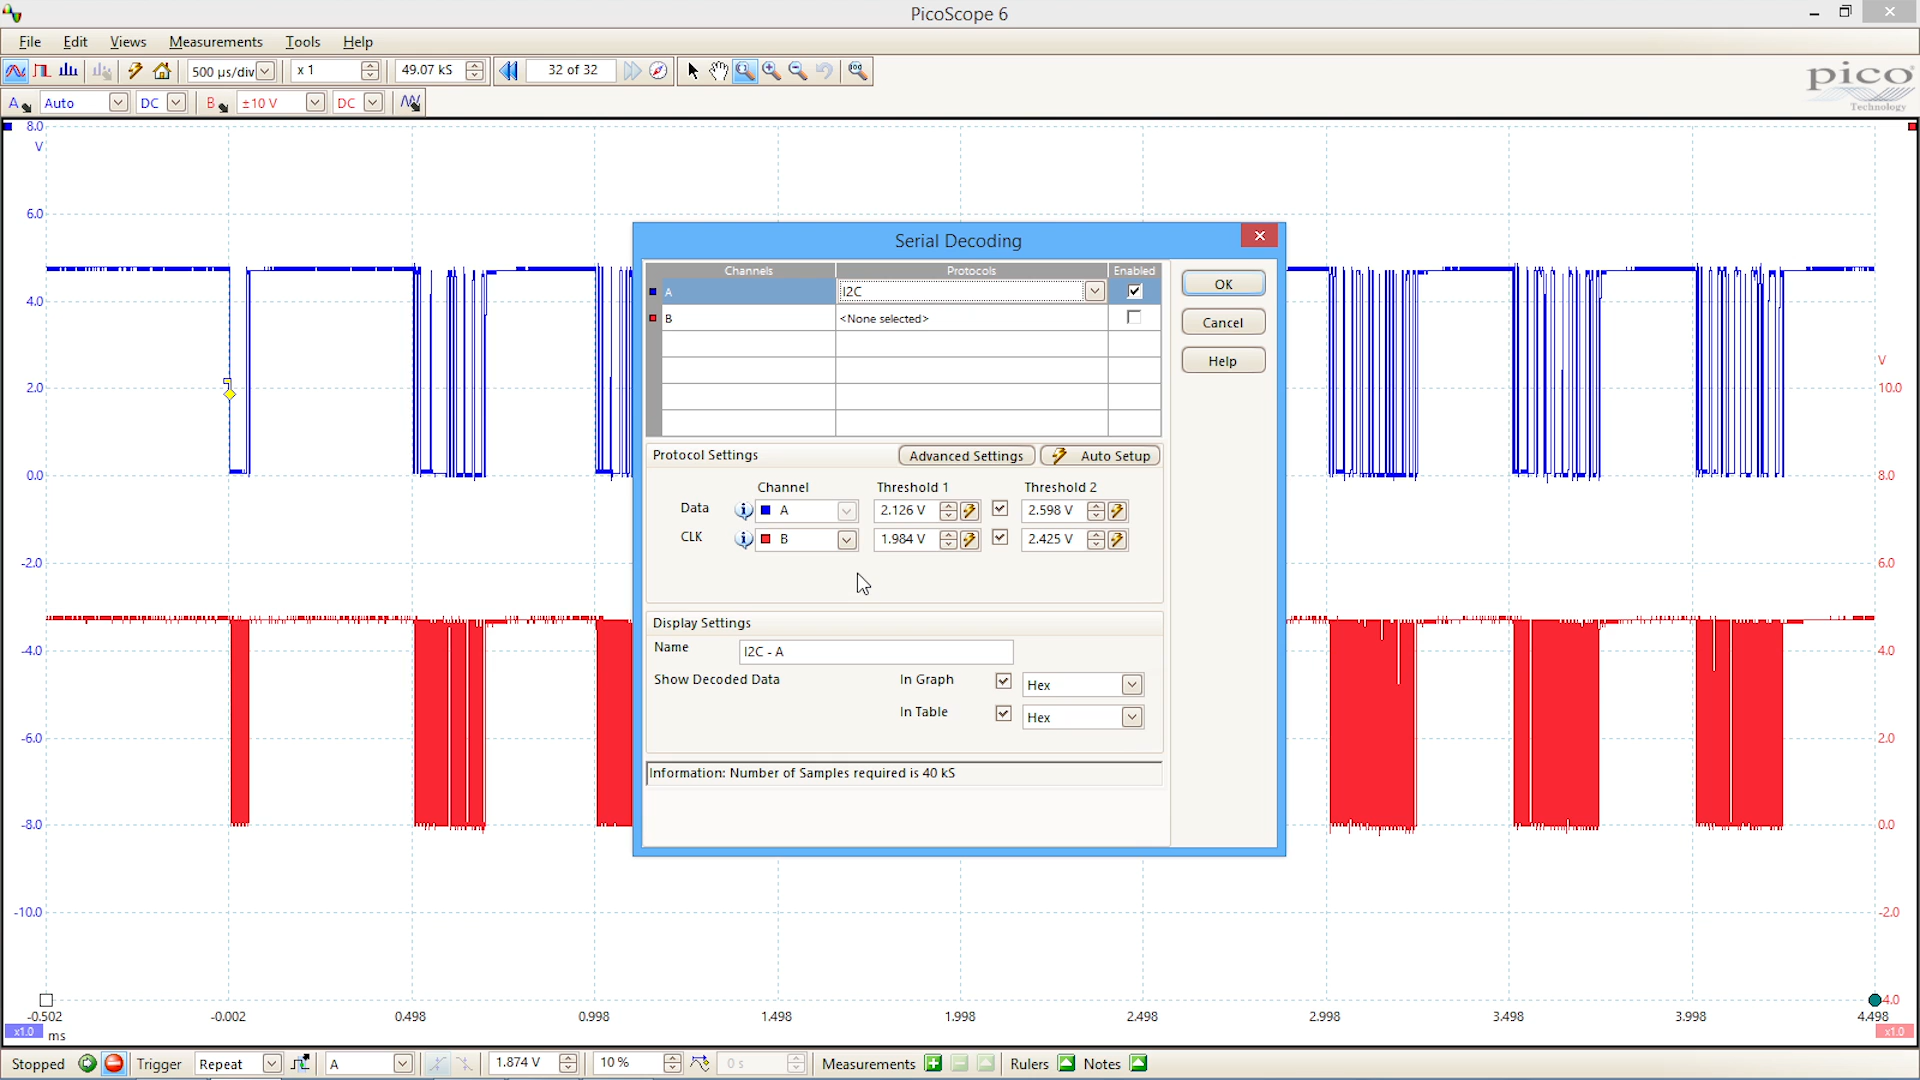 PicoScope 6
File Edit Views Measurements Tools Help
500 µs/div x 1 49.07 kS 32 of 32
pico
Technology
A Auto DC B ±10 V DC
8.0
V
6.0
4.0
2.0
0.0
-2.0
-4.0
-6.0
-8.0
-10.0
Serial Decoding
Channels Protocols Enabled
A I2C
B <None selected>
OK
Cancel
Help
Protocol Settings Advanced Settings Auto Setup
Channel Threshold 1 Threshold 2
Data A 2.126 V 2.598 V
CLK B 1.984 V 2.425 V
Display Settings
Name I2C - A
Show Decoded Data In Graph Hex
In Table Hex
Information: Number of Samples required is 40 kS
V
10.0
8.0
6.0
4.0
2.0
0.0
-2.0
-4.0
-0.502 -0.002 0.498 0.998 1.498 1.998 2.498 2.998 3.498 3.998 4.498
x1.0 ms x1.0
Stopped Trigger Repeat A 1.874 V 10 % 0 s Measurements Rulers Notes